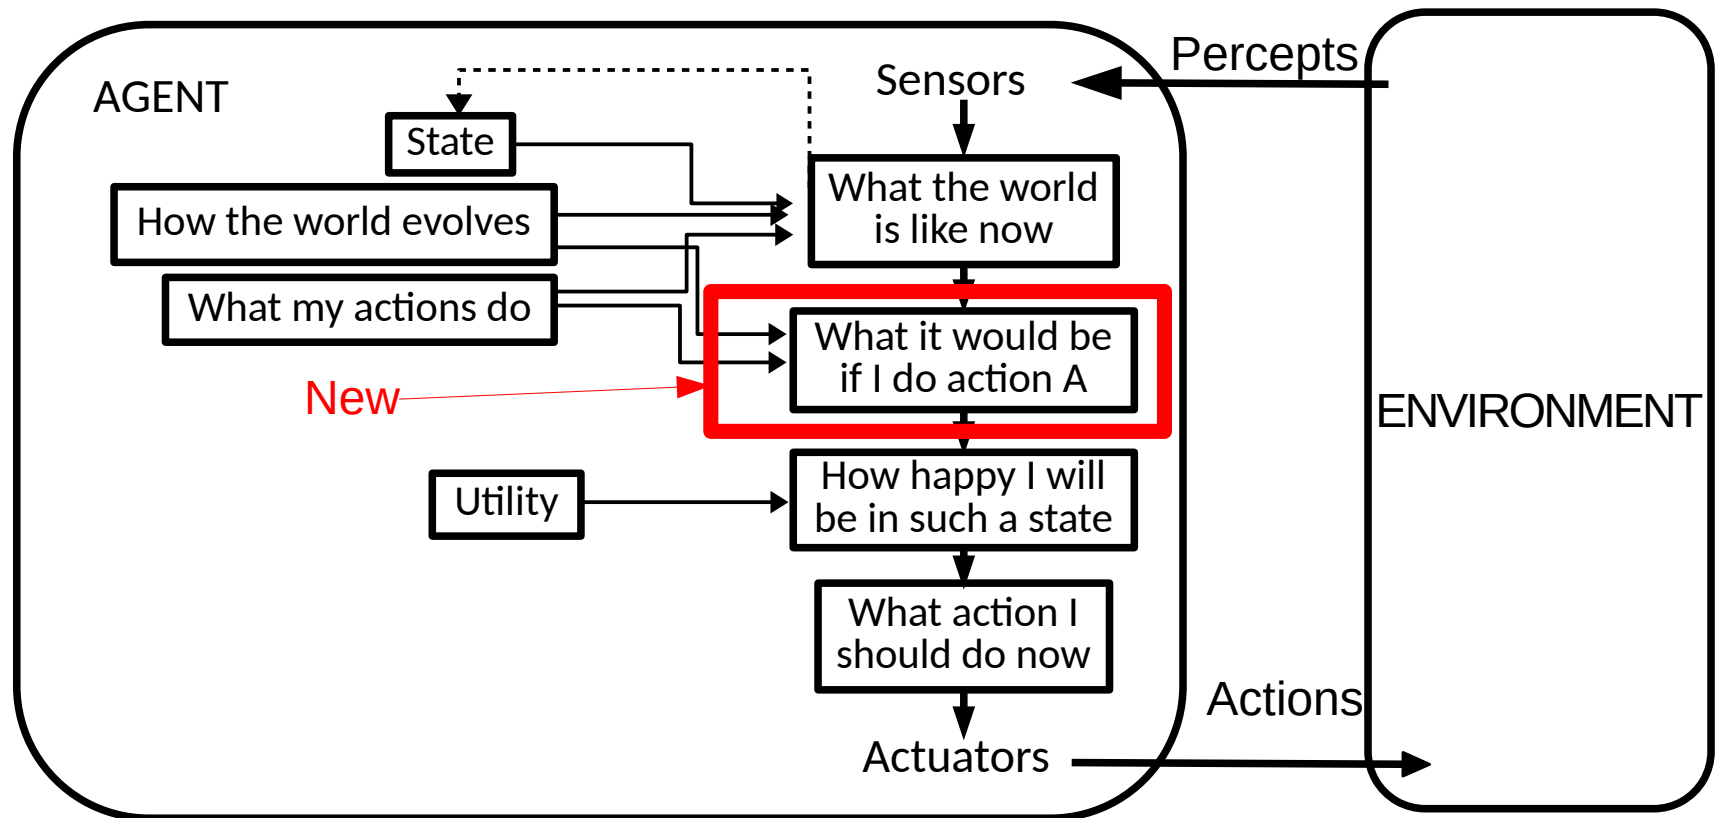 Percepts
AGENT
Sensors
State
What the world
is like now
How the world evolves
What my actions do
What it would be
if I do action A
New
ENVIRONMENT
How happy I will
be in such a state
Utility
What action I
should do now
Actions
Actuators